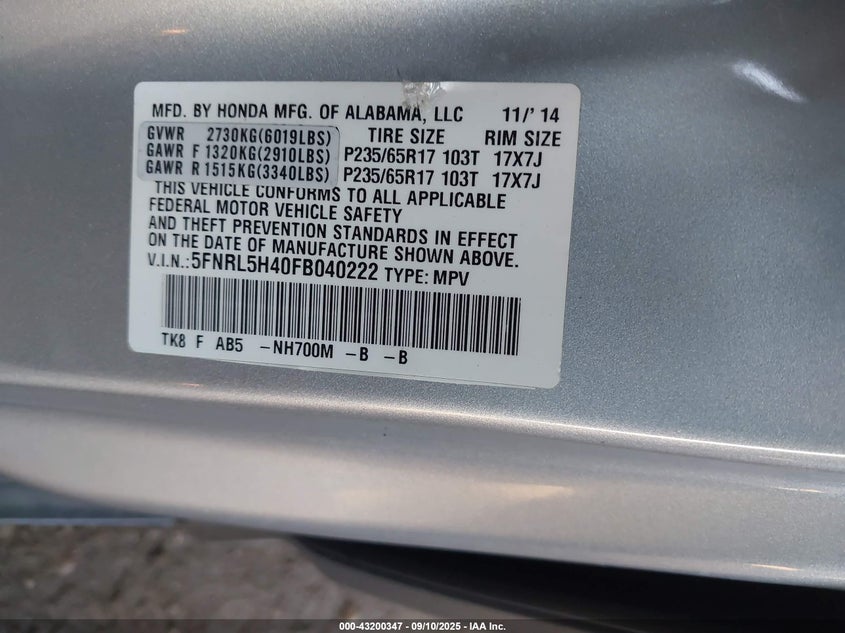 MFD. BY HONDA MFG. OF ALABAMA, LLC 11/' 14
GVWR 2730KG(6019LBS) TIRE SIZE RIM SIZE
GAWR F 1320KG(2910LBS) P235/65R17 103T 17X7J
GAWR R 1515KG(3340LBS) P235/65R17 103T 17X7J
THIS VEHICLE CONFORMS TO ALL APPLICABLE
FEDERAL MOTOR VEHICLE SAFETY
AND THEFT PREVENTION STANDARDS IN EFFECT
ON THE DATE OF MANUFACTURE SHOWN ABOVE.
V.I.N.:5FNRL5H40FB040222 TYPE: MPV
TK8 F AB5 -NH700M -B -B
000-43200347 - 09/10/2025 - IAA Inc.